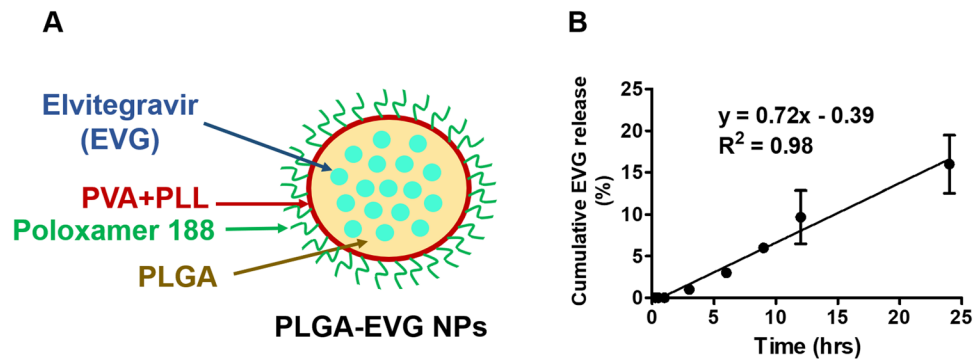 A
Elvitegravir
(EVG)
PVA+PLL
Poloxamer 188
PLGA
PLGA-EVG NPs
B
Cumulative EVG release
(%)
25
20
15
10
5
0
y = 0.72x - 0.39
R² = 0.98
0 5 10 15 20 25
Time (hrs)